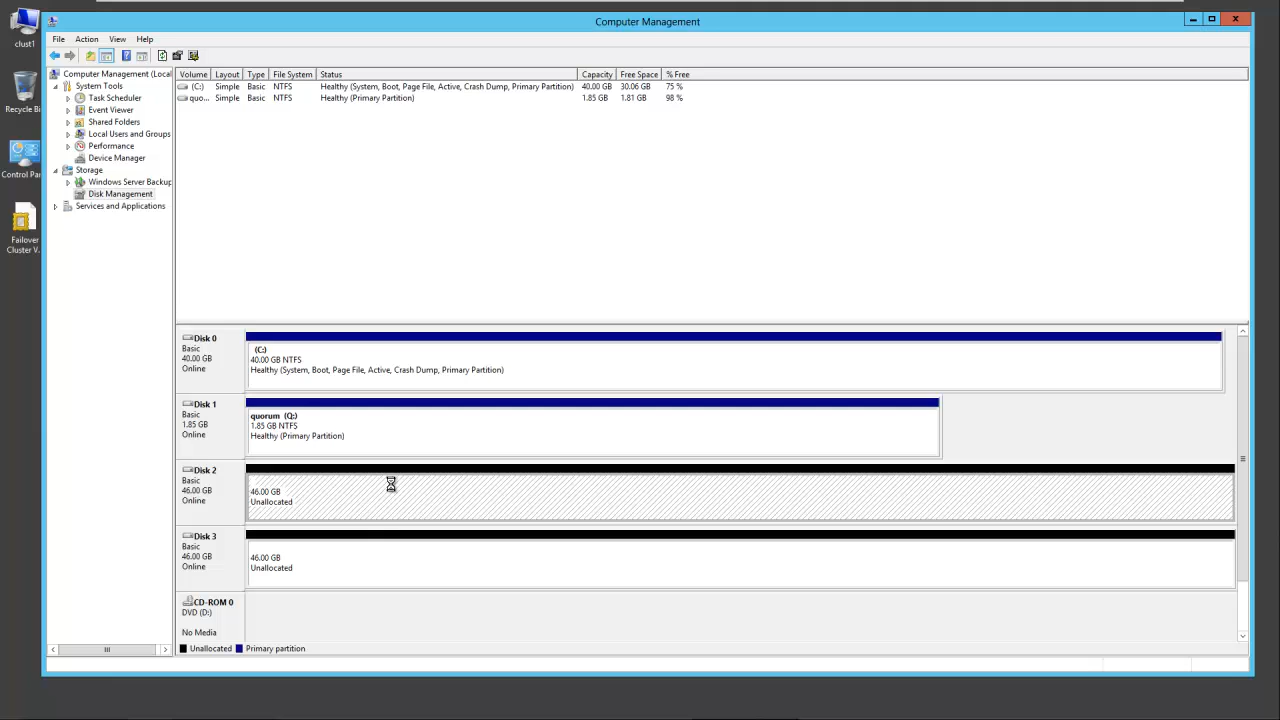 clust1
Recycle Bi
Control Pa
Failover
Cluster V...
Computer Management
File Action View Help
Computer Management (Local
System Tools
Task Scheduler
Event Viewer
Shared Folders
Local Users and Groups
Performance
Device Manager
Storage
Windows Server Backup
Disk Management
Services and Applications
Volume Layout Type File System Status Capacity Free Space % Free
(C:) Simple Basic NTFS Healthy (System, Boot, Page File, Active, Crash Dump, Primary Partition) 40.00 GB 30.06 GB 75 %
quo... Simple Basic NTFS Healthy (Primary Partition) 1.85 GB 1.81 GB 98 %
Disk 0
Basic
40.00 GB
Online
(C:)
40.00 GB NTFS
Healthy (System, Boot, Page File, Active, Crash Dump, Primary Partition)
Disk 1
Basic
1.85 GB
Online
quorum (Q:)
1.85 GB NTFS
Healthy (Primary Partition)
Disk 2
Basic
46.00 GB
Online
46.00 GB
Unallocated
Disk 3
Basic
46.00 GB
Online
46.00 GB
Unallocated
CD-ROM 0
DVD (D:)
No Media
Unallocated Primary partition